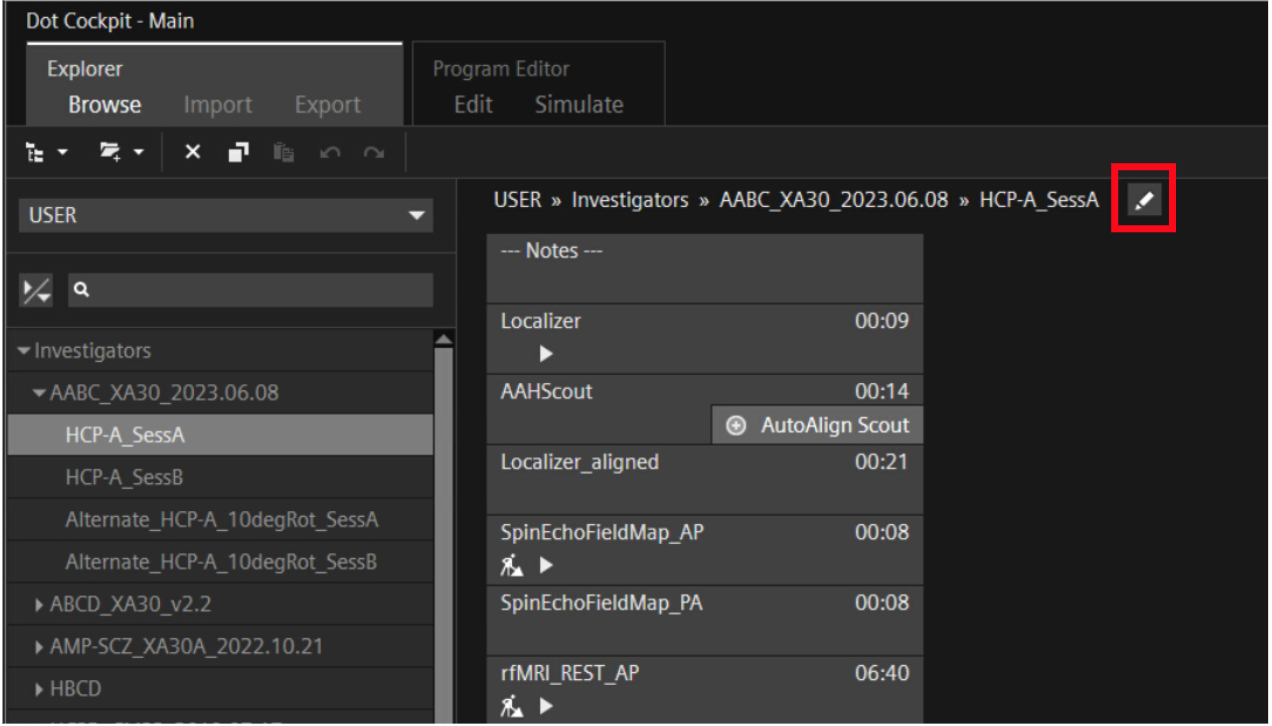 Dot Cockpit - Main
Explorer
Program Editor
Browse Import Export
Edit Simulate
USER
USER » Investigators » AABC_XA30_2023.06.08 » HCP-A_SessA
--- Notes ---
Localizer 00:09
AAHScout 00:14
AutoAlign Scout
Localizer_aligned 00:21
SpinEchoFieldMap_AP 00:08
SpinEchoFieldMap_PA 00:08
rfMRI_REST_AP 06:40
Investigators
AABC_XA30_2023.06.08
HCP-A_SessA
HCP-A_SessB
Alternate_HCP-A_10degRot_SessA
Alternate_HCP-A_10degRot_SessB
ABCD_XA30_v2.2
AMP-SCZ_XA30A_2022.10.21
HBCD